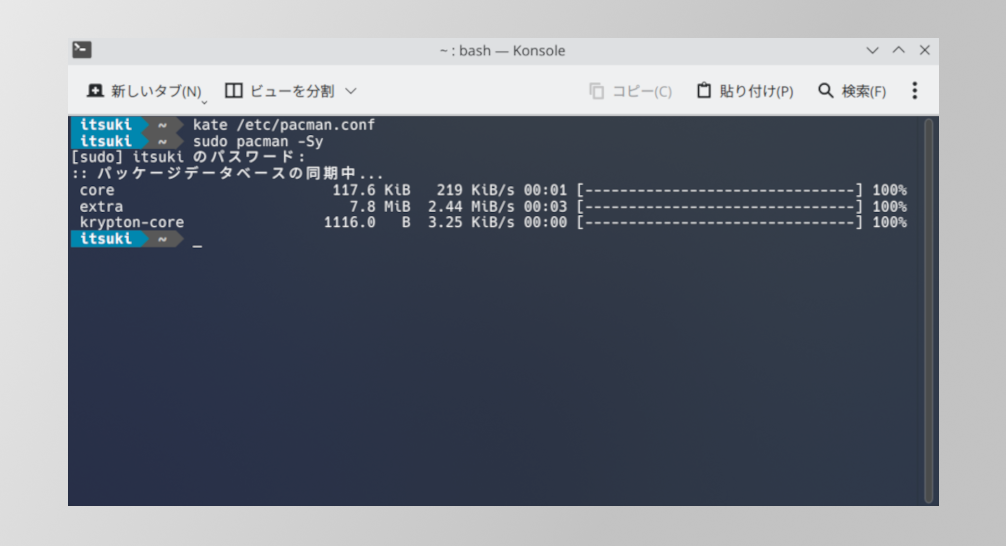 ~ : bash — Konsole
新しいタブ(N) ビューを分割 コピー(C) 貼り付け(P) 検索(F)
itsuki ~ kate /etc/pacman.conf
itsuki ~ sudo pacman -Sy
[sudo] itsuki のパスワード:
:: パッケージデータベースの同期中...
core 117.6 KiB 219 KiB/s 00:01 [-------------------------------] 100%
extra 7.8 MiB 2.44 MiB/s 00:03 [-------------------------------] 100%
krypton-core 1116.0 B 3.25 KiB/s 00:00 [-------------------------------] 100%
itsuki ~ _